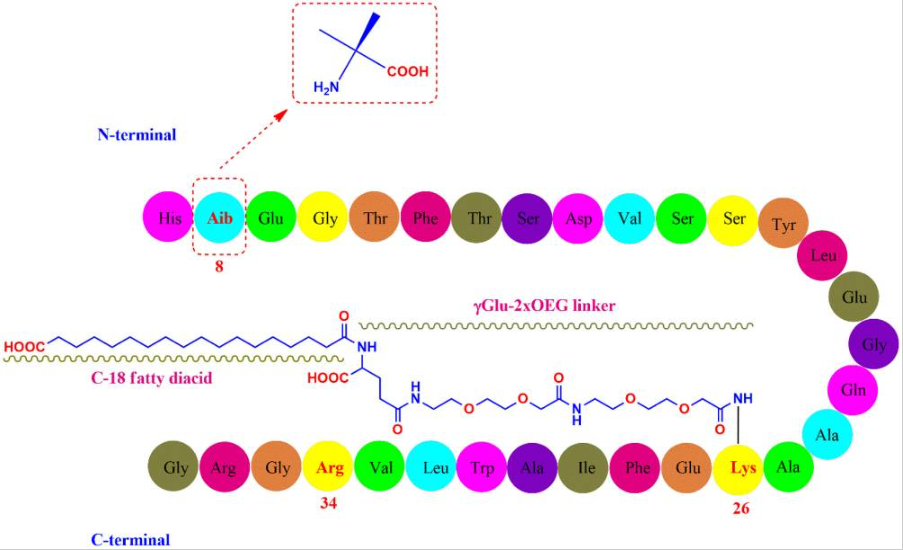 COOH
H₂N
N-terminal
His Aib Glu Gly Thr Phe Thr Ser Asp Val Ser Ser Tyr
8
Leu
Glu
γGlu-2xOEG linker
Gly
O
HOOC NH
C-18 fatty diacid
HOOC
Gln
H
N O O O NH
O N H O O O
Ala
Gly Arg Gly Arg Val Leu Trp Ala Ile Phe Glu Lys Ala
34 26
C-terminal